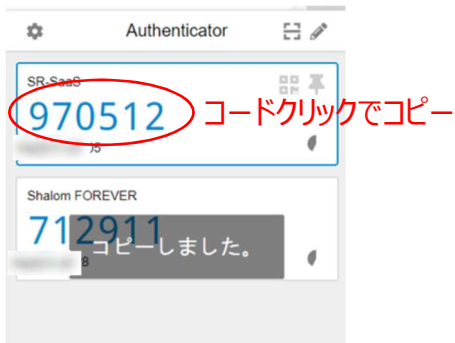 Authenticator
SR-SaaS
970512
コードクリックでコピー
Shalom FOREVER
712911
コピーしました。
8